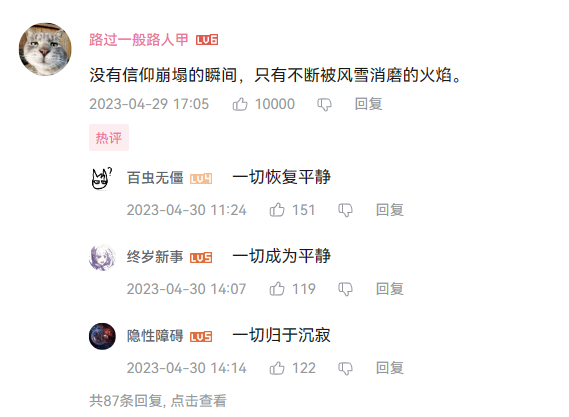 路过一般路人甲 LV6
没有信仰崩塌的瞬间，只有不断被风雪消磨的火焰。
2023-04-29 17:05 10000 回复
热评
百虫无僵 LV4 一切恢复平静
2023-04-30 11:24 151 回复
终岁新事 LV5 一切成为平静
2023-04-30 14:07 119 回复
隐性障碍 LV5 一切归于沉寂
2023-04-30 14:14 122 回复
共87条回复, 点击查看